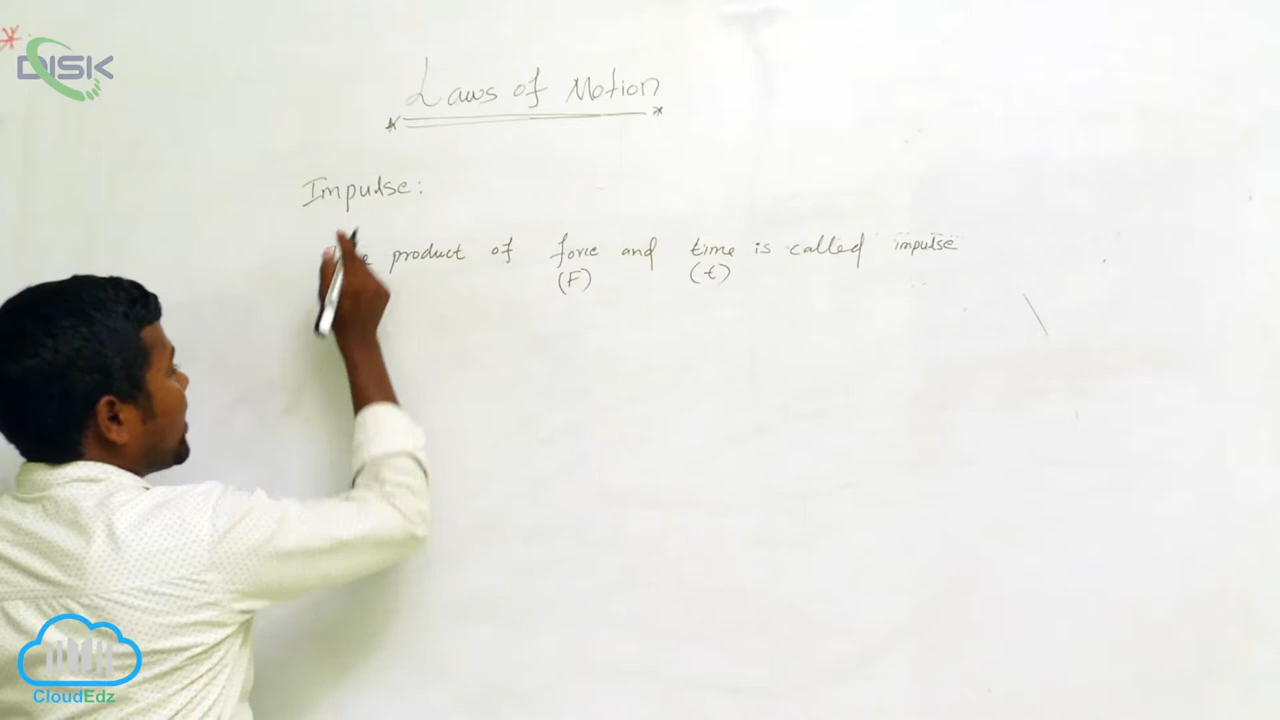 DISK
Laws of Motion
Impulse:
product of force and time is called impulse
(F) (t)
CloudEdz